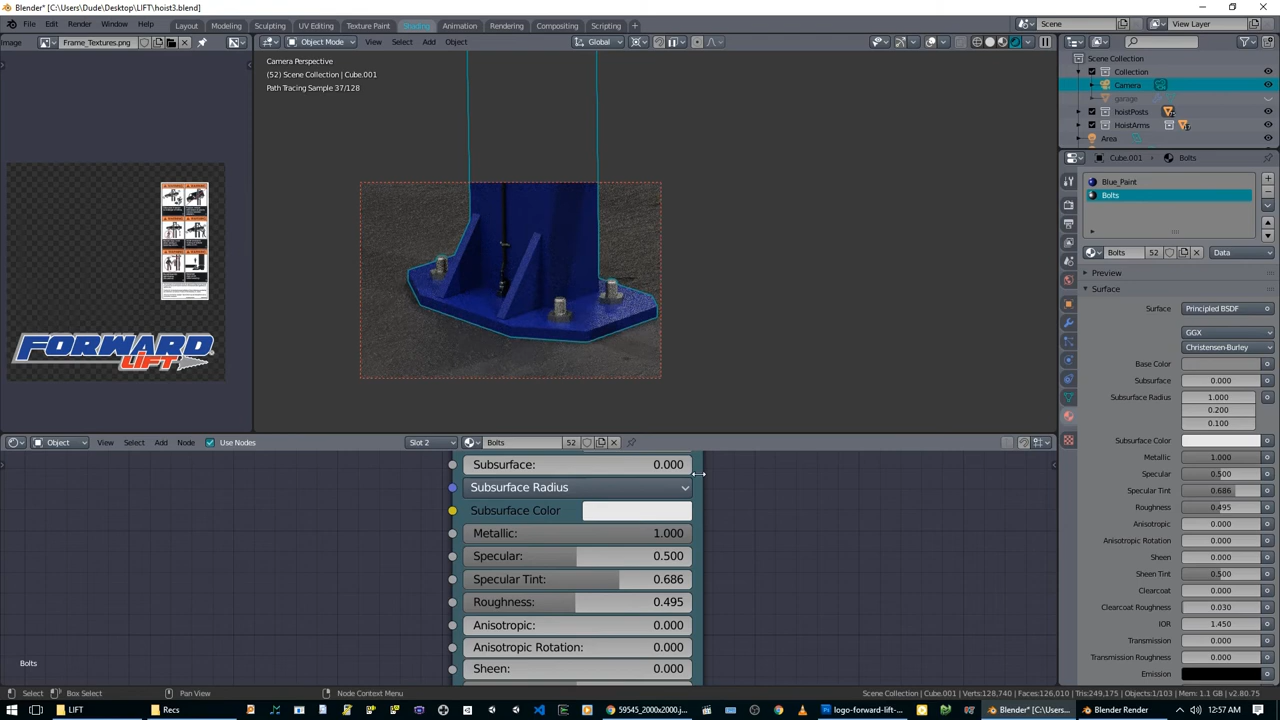 Blender* [C:\Users\Dude\Desktop\LIFT\hoist3.blend]
File Edit Render Window Help Layout Modeling Sculpting UV Editing Texture Paint Shading Animation Rendering Compositing Scripting + Scene View Layer
Image Frame_Textures.png Object Mode View Select Add Object Global
Camera Perspective
(52) Scene Collection | Cube.001
Path Tracing Sample 37/128
FORWARD
LIFT
Scene Collection
Collection
Camera
garage
hoistPosts
HoistArms
Area
Cube.001 Bolts
Blue_Paint
Bolts
Bolts 52 Data
Preview
Surface
Surface Principled BSDF
GGX
Christensen-Burley
Base Color
Subsurface 0.000
Subsurface Radius 1.000
0.200
0.100
Subsurface Color
Metallic 1.000
Specular 0.500
Specular Tint 0.686
Roughness 0.495
Anisotropic 0.000
Anisotropic Rotation 0.000
Sheen 0.000
Sheen Tint 0.500
Clearcoat 0.000
Clearcoat Roughness 0.030
IOR 1.450
Transmission 0.000
Transmission Roughness 0.000
Emission
Object View Select Add Node Use Nodes Slot 2 Bolts 52
Subsurface: 0.000
Subsurface Radius
Subsurface Color
Metallic: 1.000
Specular: 0.500
Specular Tint: 0.686
Roughness: 0.495
Anisotropic: 0.000
Anisotropic Rotation: 0.000
Sheen: 0.000
Bolts
Select Box Select Pan View Node Context Menu Scene Collection | Cube.001 | Verts:128,740 | Faces:126,010 | Tris:249,175 | Objects:1/103 | Mem: 1.1 GB | v2.80.75
LIFT Recs 59545_2000x2000.j... logo-forward-lift-... Blender* [C:\Users... Blender Render 12:57 AM